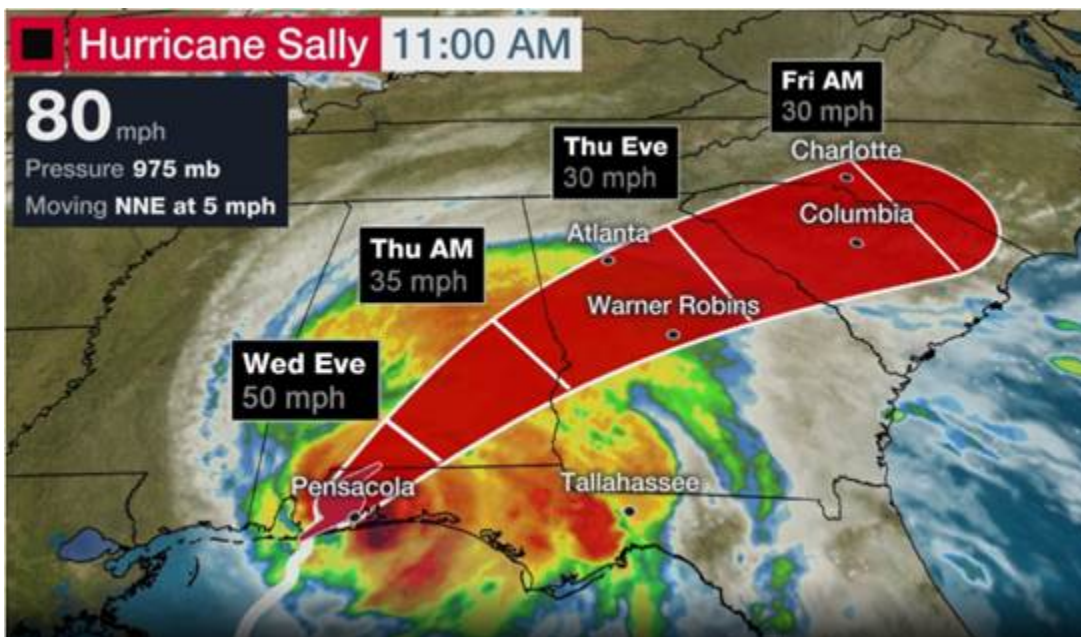 Hurricane Sally 11:00 AM
80 mph
Pressure 975 mb
Moving NNE at 5 mph
Fri AM
30 mph
Charlotte
Thu Eve
30 mph
Columbia
Atlanta
Thu AM
35 mph
Warner Robins
Wed Eve
50 mph
Pensacola
Tallahassee